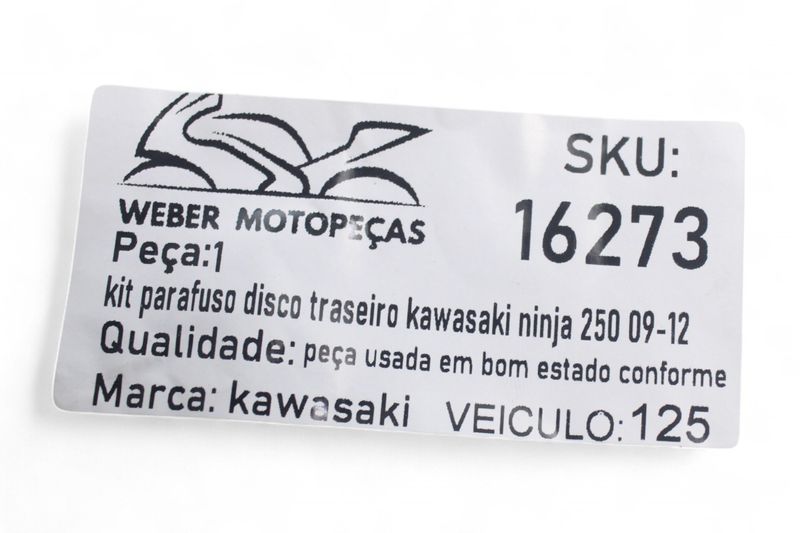 WEBER MOTOPEÇAS
SKU:
16273
Peça:1
kit parafuso disco traseiro kawasaki ninja 250 09-12
Qualidade: peça usada em bom estado conforme
Marca: kawasaki VEICULO: 125